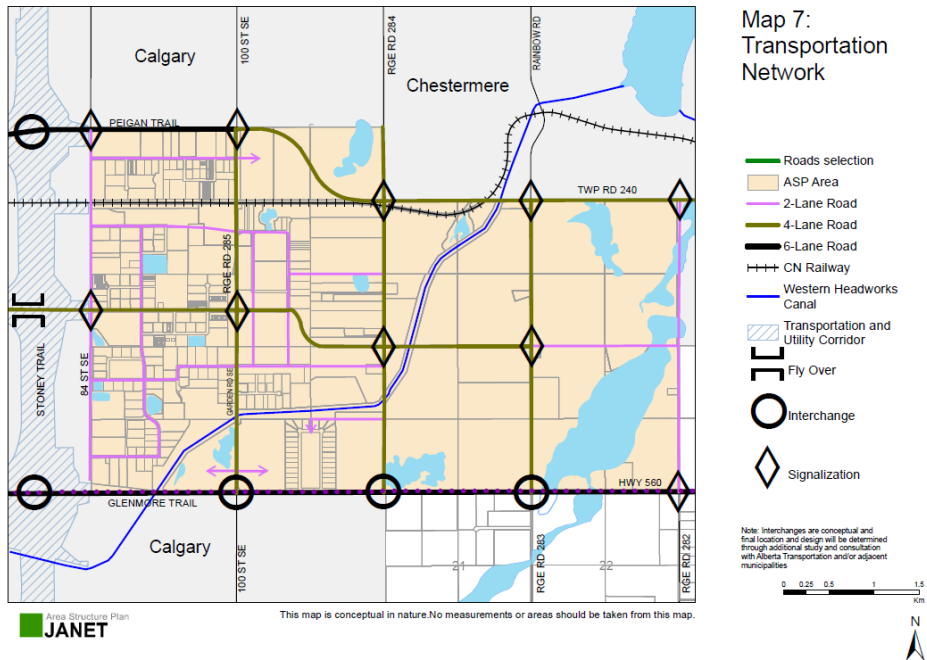 Map 7:
Transportation
Network
Calgary
100 ST SE
RGE RD 284
RAINBOW RD
Chestermere
PEIGAN TRAIL
TWP RD 240
RGE RD 285
84 ST SE
STONEY TRAIL
GARDEN RD SE
HWY 560
GLENMORE TRAIL
Calgary
100 ST SE
21
RGE RD 283
22
RGE RD 282
Roads selection
ASP Area
2-Lane Road
4-Lane Road
6-Lane Road
CN Railway
Western Headworks
Canal
Transportation and
Utility Corridor
Fly Over
Interchange
Signalization
Note: Interchanges are conceptual and
final location and design will be determined
through additional study and consultation
with Alberta Transportation and/or adjacent
municipalities
0 0.25 0.5 1 1.5
Km
N
Area Structure Plan
JANET
This map is conceptual in nature.No measurements or areas should be taken from this map.